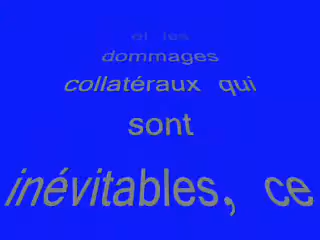 et les
dommages
collatéraux qui
sont
inévitables, ce